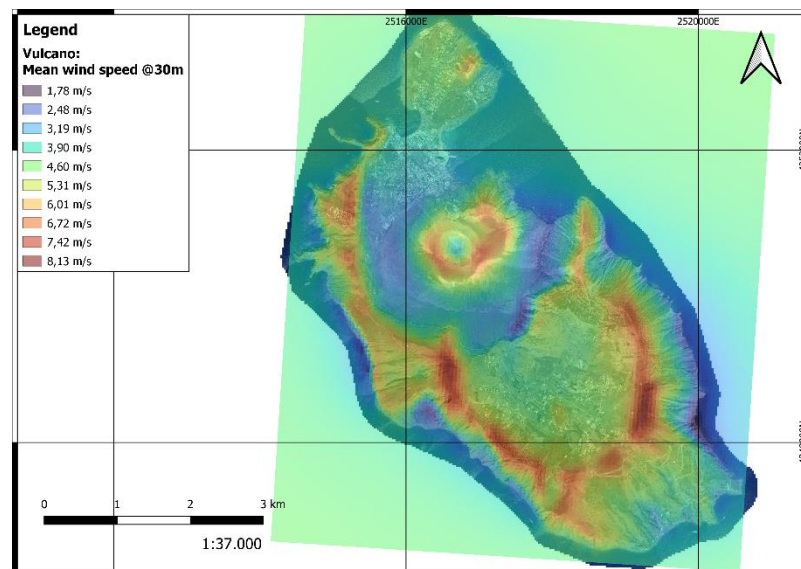 2516000E
2520000E
Legend
Vulcano:
Mean wind speed @30m
1,78 m/s
2,48 m/s
3,19 m/s
3,90 m/s
4,60 m/s
5,31 m/s
6,01 m/s
6,72 m/s
7,42 m/s
8,13 m/s
0 1 2 3 km
1:37.000